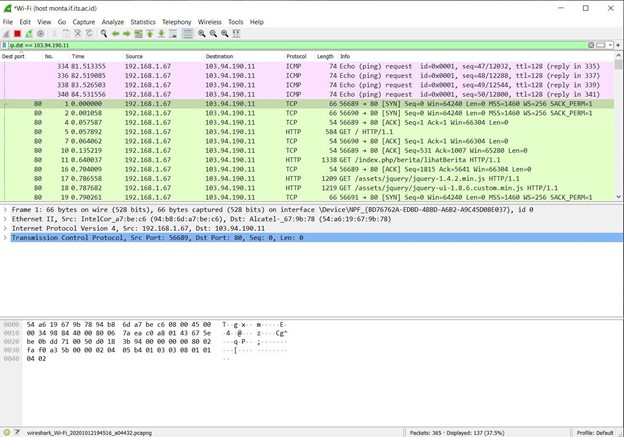 *Wi-Fi (host monta.if.its.ac.id)
File Edit View Go Capture Analyze Statistics Telephony Wireless Tools Help
ip.dst == 103.94.190.11
Dest port No. Time Source Destination Protocol Length Info
334 81.513355 192.168.1.67 103.94.190.11 ICMP 74 Echo (ping) request id=0x0001, seq=47/12032, ttl=128 (reply in 335)
336 82.519085 192.168.1.67 103.94.190.11 ICMP 74 Echo (ping) request id=0x0001, seq=48/12288, ttl=128 (reply in 337)
338 83.526503 192.168.1.67 103.94.190.11 ICMP 74 Echo (ping) request id=0x0001, seq=49/12544, ttl=128 (reply in 339)
340 84.531556 192.168.1.67 103.94.190.11 ICMP 74 Echo (ping) request id=0x0001, seq=50/12800, ttl=128 (reply in 341)
80 1 0.000000 192.168.1.67 103.94.190.11 TCP 66 56689 → 80 [SYN] Seq=0 Win=64240 Len=0 MSS=1460 WS=256 SACK_PERM=1
80 2 0.001058 192.168.1.67 103.94.190.11 TCP 66 56690 → 80 [SYN] Seq=0 Win=64240 Len=0 MSS=1460 WS=256 SACK_PERM=1
80 4 0.057587 192.168.1.67 103.94.190.11 TCP 54 56689 → 80 [ACK] Seq=1 Ack=1 Win=66304 Len=0
80 5 0.057892 192.168.1.67 103.94.190.11 HTTP 584 GET / HTTP/1.1
80 7 0.064062 192.168.1.67 103.94.190.11 TCP 54 56690 → 80 [ACK] Seq=1 Ack=1 Win=66304 Len=0
80 10 0.135219 192.168.1.67 103.94.190.11 TCP 54 56689 → 80 [ACK] Seq=531 Ack=1007 Win=65280 Len=0
80 11 0.640037 192.168.1.67 103.94.190.11 HTTP 1338 GET /index.php/berita/lihatBerita HTTP/1.1
80 16 0.704009 192.168.1.67 103.94.190.11 TCP 54 56689 → 80 [ACK] Seq=1815 Ack=5641 Win=66304 Len=0
80 17 0.786558 192.168.1.67 103.94.190.11 HTTP 1209 GET /assets/jquery/jquery-1.4.2.min.js HTTP/1.1
80 18 0.787682 192.168.1.67 103.94.190.11 HTTP 1219 GET /assets/jquery/jquery-ui-1.8.6.custom.min.js HTTP/1.1
80 19 0.790261 192.168.1.67 103.94.190.11 TCP 66 56691 → 80 [SYN] Seq=0 Win=64240 Len=0 MSS=1460 WS=256 SACK_PERM=1
Frame 1: 66 bytes on wire (528 bits), 66 bytes captured (528 bits) on interface \Device\NPF_{BD76762A-EDBD-4BBD-A6B2-A9C45D08E037}, id 0
Ethernet II, Src: IntelCor_a7:be:c6 (94:b8:6d:a7:be:c6), Dst: Alcatel-_67:9b:78 (54:a6:19:67:9b:78)
Internet Protocol Version 4, Src: 192.168.1.67, Dst: 103.94.190.11
Transmission Control Protocol, Src Port: 56689, Dst Port: 80, Seq: 0, Len: 0
0000 54 a6 19 67 9b 78 94 b8 6d a7 be c6 08 00 45 00 T··g·x·· m·····E·
0010 00 34 98 84 40 00 80 06 7a ea c0 a8 01 43 67 5e ·4··@··· z····Cg^
0020 be 0b dd 71 00 50 d0 18 3b 94 00 00 00 00 80 02 ···q·P·· ;·······
0030 fa f0 a3 5b 00 00 02 04 05 b4 01 03 03 08 01 01 ···[···· ········
0040 04 02 ··
wireshark_Wi-Fi_20201012194516_a04432.pcapng Packets: 365 · Displayed: 137 (37.5%) Profile: Default